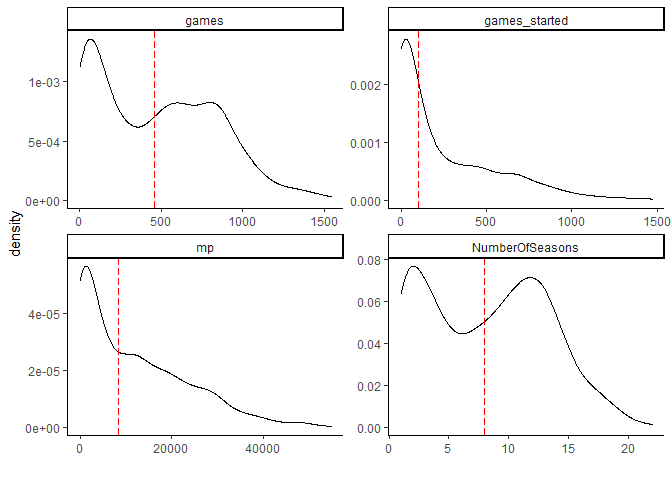 games
games_started
1e-03
5e-04
0e+00
0 500 1000 1500
0.002
0.001
0.000
0 500 1000 1500
density
mp
NumberOfSeasons
4e-05
2e-05
0e+00
0 20000 40000
0.08
0.06
0.04
0.02
0.00
0 5 10 15 20